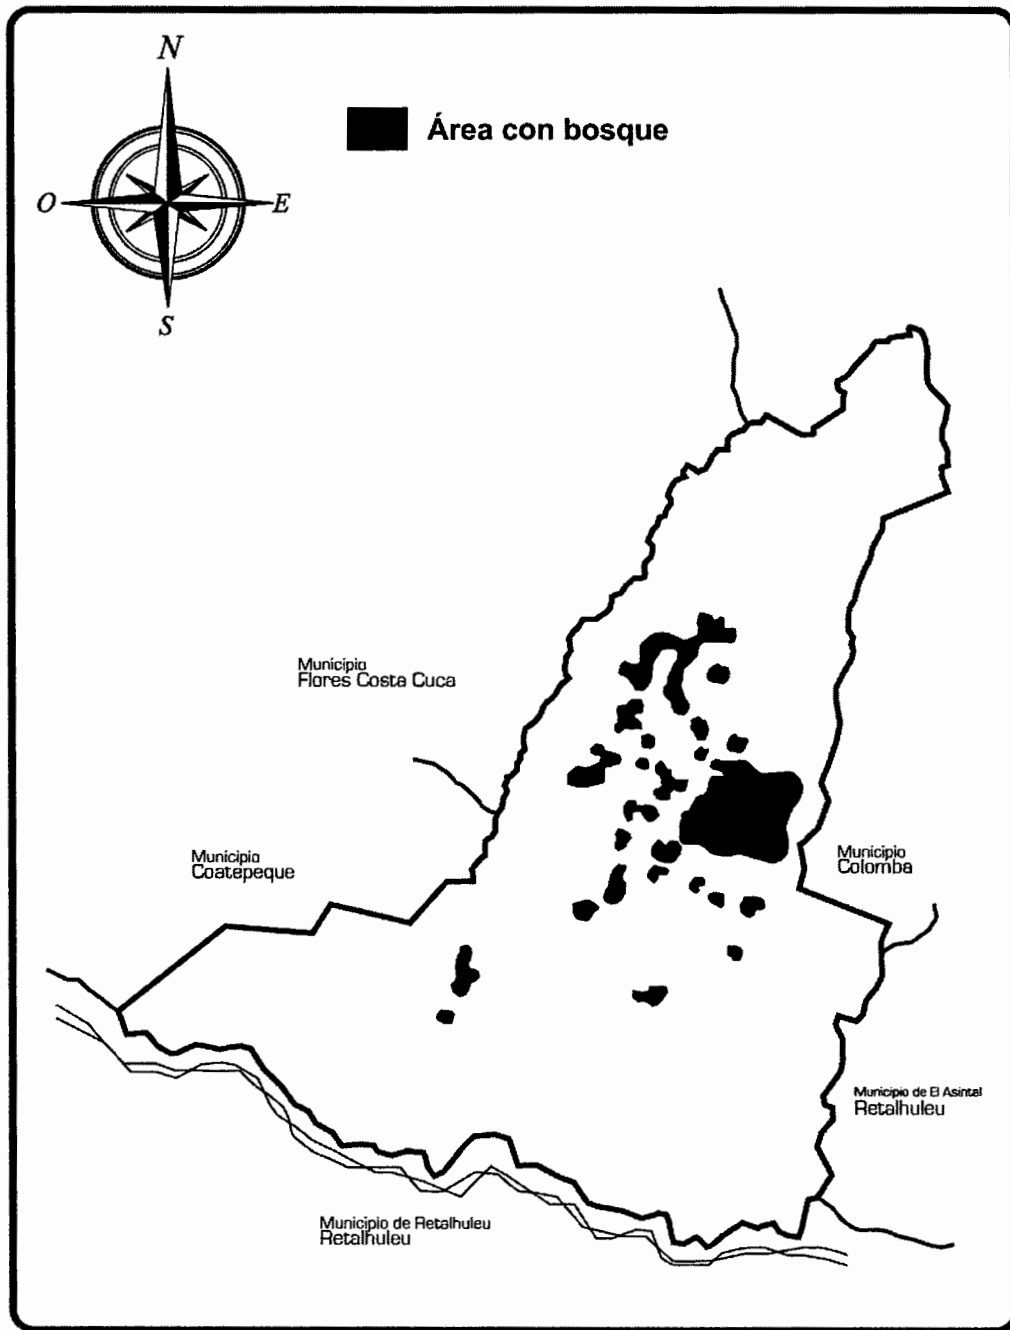 N
Área con bosque
O
E
S
Municipio
Flores Costa Cuca
Municipio
Coatepeque
Municipio
Colomba
Municipio de El Asintal
Retalhuleu
Municipio de Retalhuleu
Retalhuleu